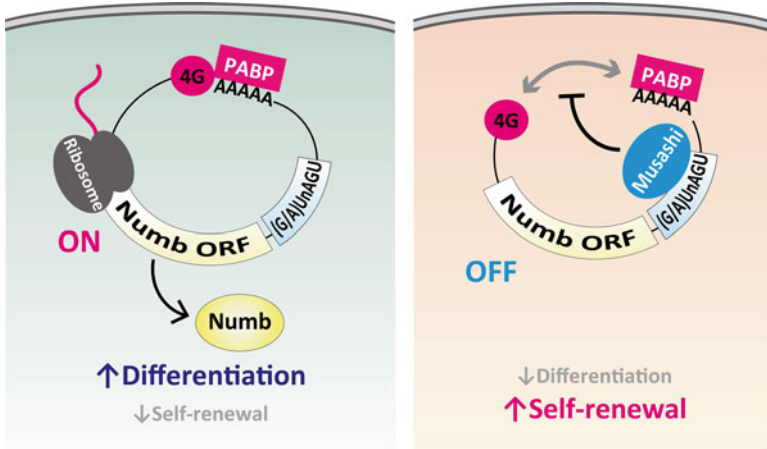 4G
PABP
AAAAA
Ribosome
(G/A)UnAGU
Numb ORF
ON
Numb
↑Differentiation
↓Self-renewal
PABP
AAAAA
4G
Musashi
(G/A)UnAGU
Numb ORF
OFF
↓Differentiation
↑Self-renewal